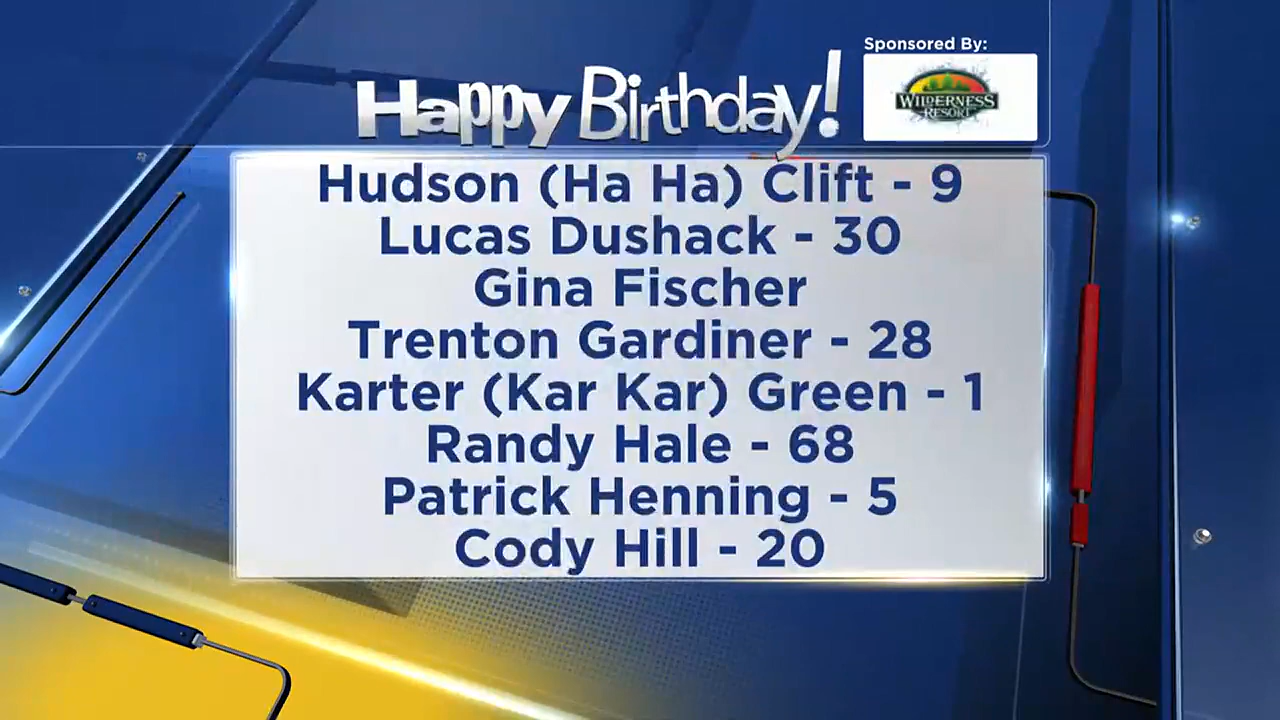 Sponsored By:
Happy Birthday!
WILDERNESS
RESORT
Hudson (Ha Ha) Clift - 9
Lucas Dushack - 30
Gina Fischer
Trenton Gardiner - 28
Karter (Kar Kar) Green - 1
Randy Hale - 68
Patrick Henning - 5
Cody Hill - 20